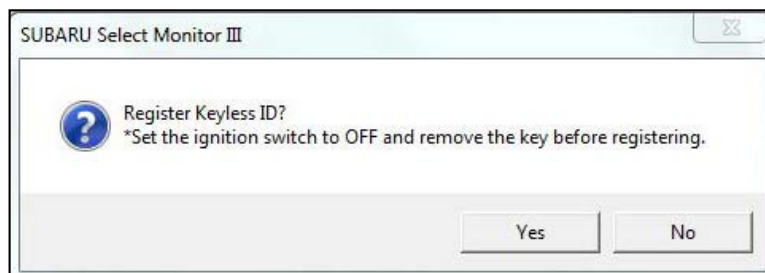 SUBARU Select Monitor III
Register Keyless ID?
*Set the ignition switch to OFF and remove the key before registering.
Yes
No